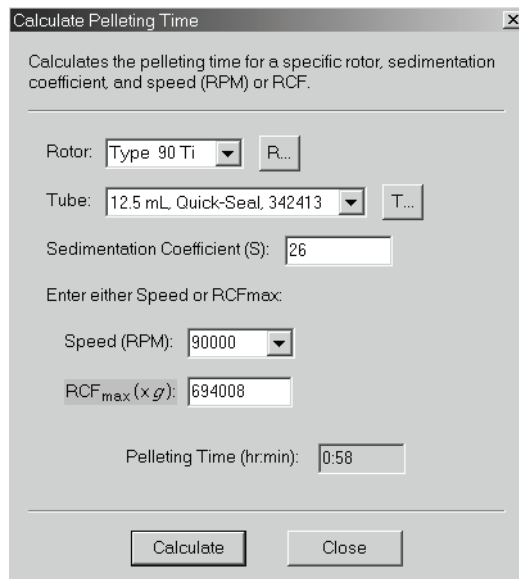 Calculate Pelleting Time
Calculates the pelleting time for a specific rotor, sedimentation
coefficient, and speed (RPM) or RCF.
Rotor: Type 90 Ti R...
Tube: 12.5 mL, Quick-Seal, 342413 T...
Sedimentation Coefficient (S): 26
Enter either Speed or RCFmax:
Speed (RPM): 90000
RCFmax (x g): 694008
Pelleting Time (hr:min): 0:58
Calculate Close